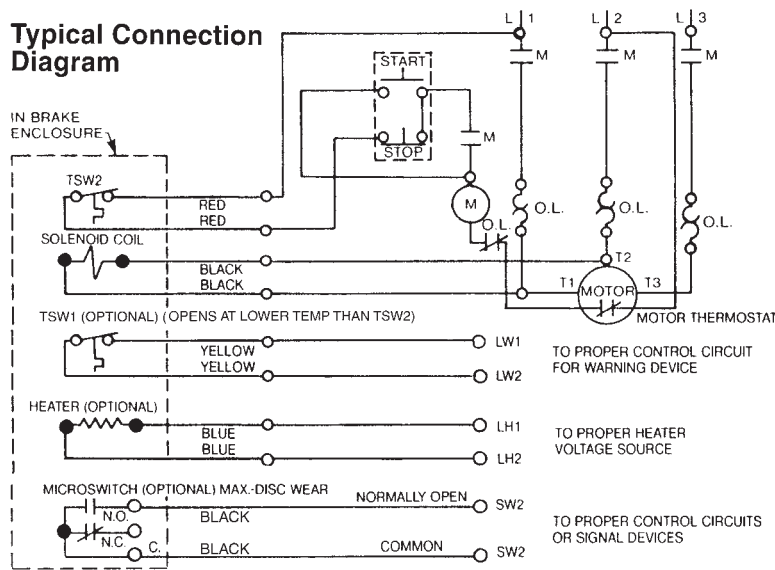 Typical Connection
Diagram
L 1
L 2
L 3
M
M
M
START
STOP
M
IN BRAKE
ENCLOSURE
TSW2
RED
RED
M
O.L.
O.L.
O.L.
O.L.
SOLENOID COIL
BLACK
BLACK
T2
T1
MOTOR
T3
MOTOR THERMOSTAT
TSW1 (OPTIONAL) (OPENS AT LOWER TEMP THAN TSW2)
YELLOW
YELLOW
LW1
LW2
TO PROPER CONTROL CIRCUIT
FOR WARNING DEVICE
HEATER (OPTIONAL)
BLUE
BLUE
LH1
LH2
TO PROPER HEATER
VOLTAGE SOURCE
MICROSWITCH (OPTIONAL) MAX.-DISC WEAR
NORMALLY OPEN
SW2
N.O.
BLACK
N.C.
C.
BLACK
COMMON
SW2
TO PROPER CONTROL CIRCUITS
OR SIGNAL DEVICES